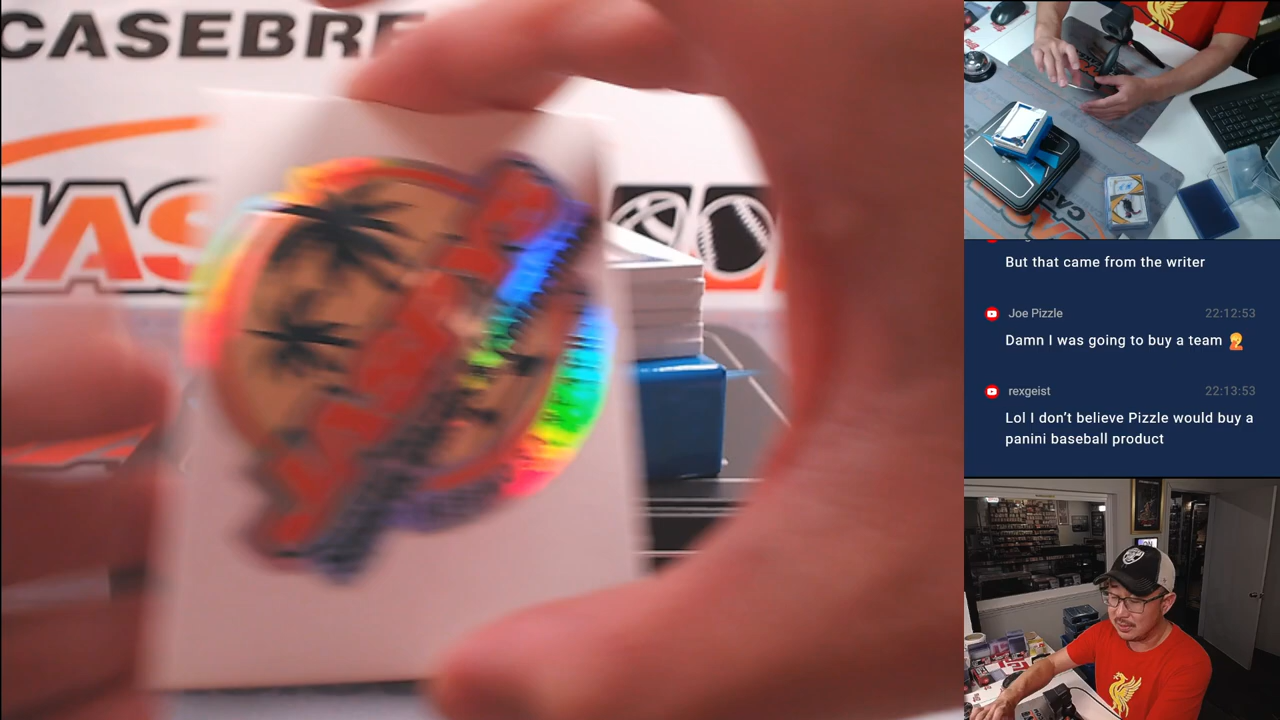 CASEBRE
JAS
But that came from the writer
Joe Pizzle 22:12:53
Damn I was going to buy a team 🤦
rexgeist 22:13:53
Lol I don't believe Pizzle would buy a
panini baseball product